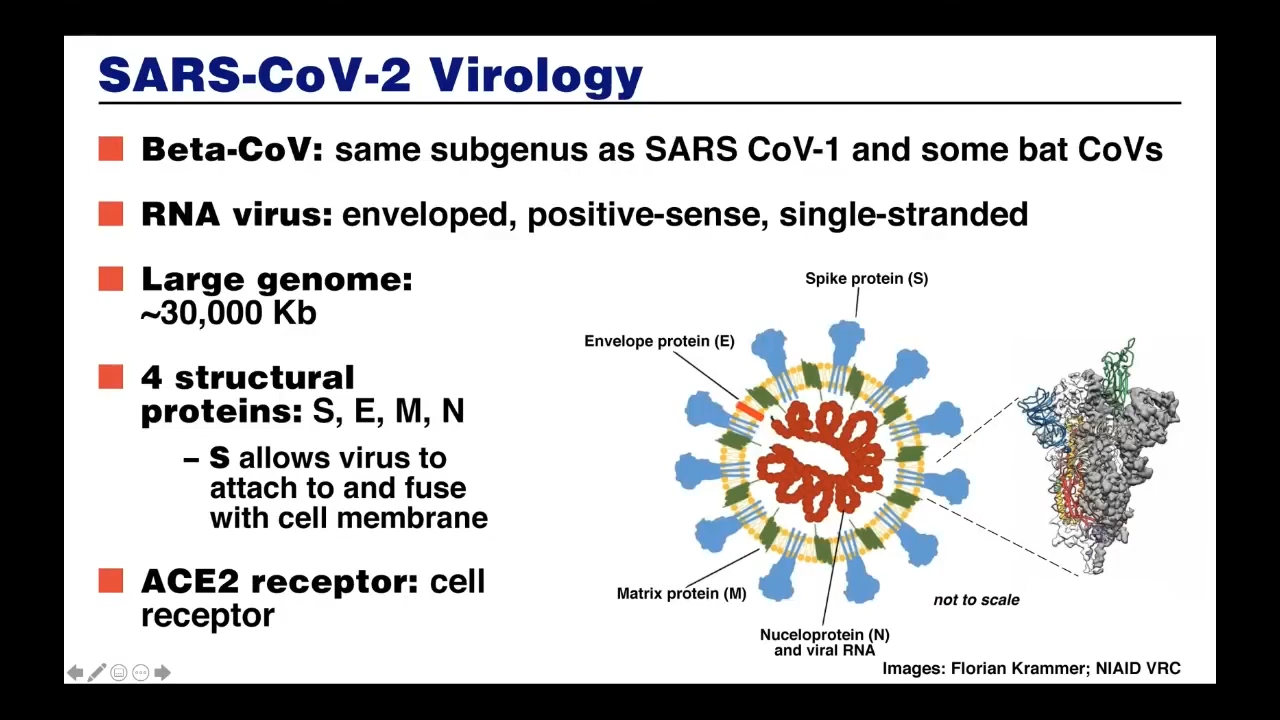 SARS-CoV-2 Virology
Beta-CoV: same subgenus as SARS CoV-1 and some bat CoVs
RNA virus: enveloped, positive-sense, single-stranded
Large genome:
~30,000 Kb
4 structural
proteins: S, E, M, N
– S allows virus to
attach to and fuse
with cell membrane
ACE2 receptor: cell
receptor
Spike protein (S)
Envelope protein (E)
Matrix protein (M)
Nuceloprotein (N)
and viral RNA
not to scale
Images: Florian Krammer; NIAID VRC